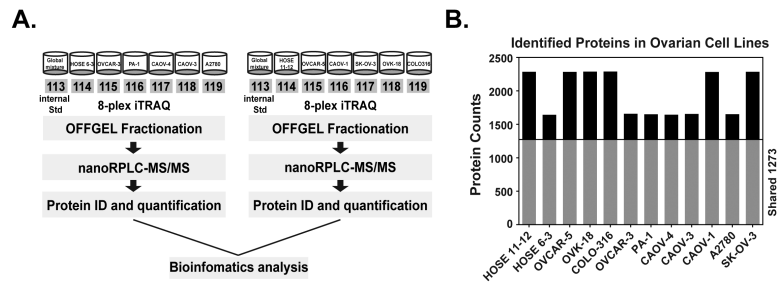 A.
Global mixture HOSE 6-3 OVCAR-3 PA-1 CAOV-4 CAOV-3 A2780
113 114 115 116 117 118 119
internal Std
8-plex iTRAQ
OFFGEL Fractionation
nanoRPLC-MS/MS
Protein ID and quantification
Global mixture HOSE 11-12 OVCAR-5 CAOV-1 SK-OV-3 OVK-18 COLO316
113 114 115 116 117 118 119
internal Std
8-plex iTRAQ
OFFGEL Fractionation
nanoRPLC-MS/MS
Protein ID and quantification
Bioinfomatics analysis
B.
Identified Proteins in Ovarian Cell Lines
Protein Counts
2500
2000
1500
1000
500
0
Shared 1273
HOSE 11-12
HOSE 6-3
OVCAR-5
OVK-18
COLO-316
OVCAR-3
PA-1
CAOV-4
CAOV-3
CAOV-1
A2780
SK-OV-3